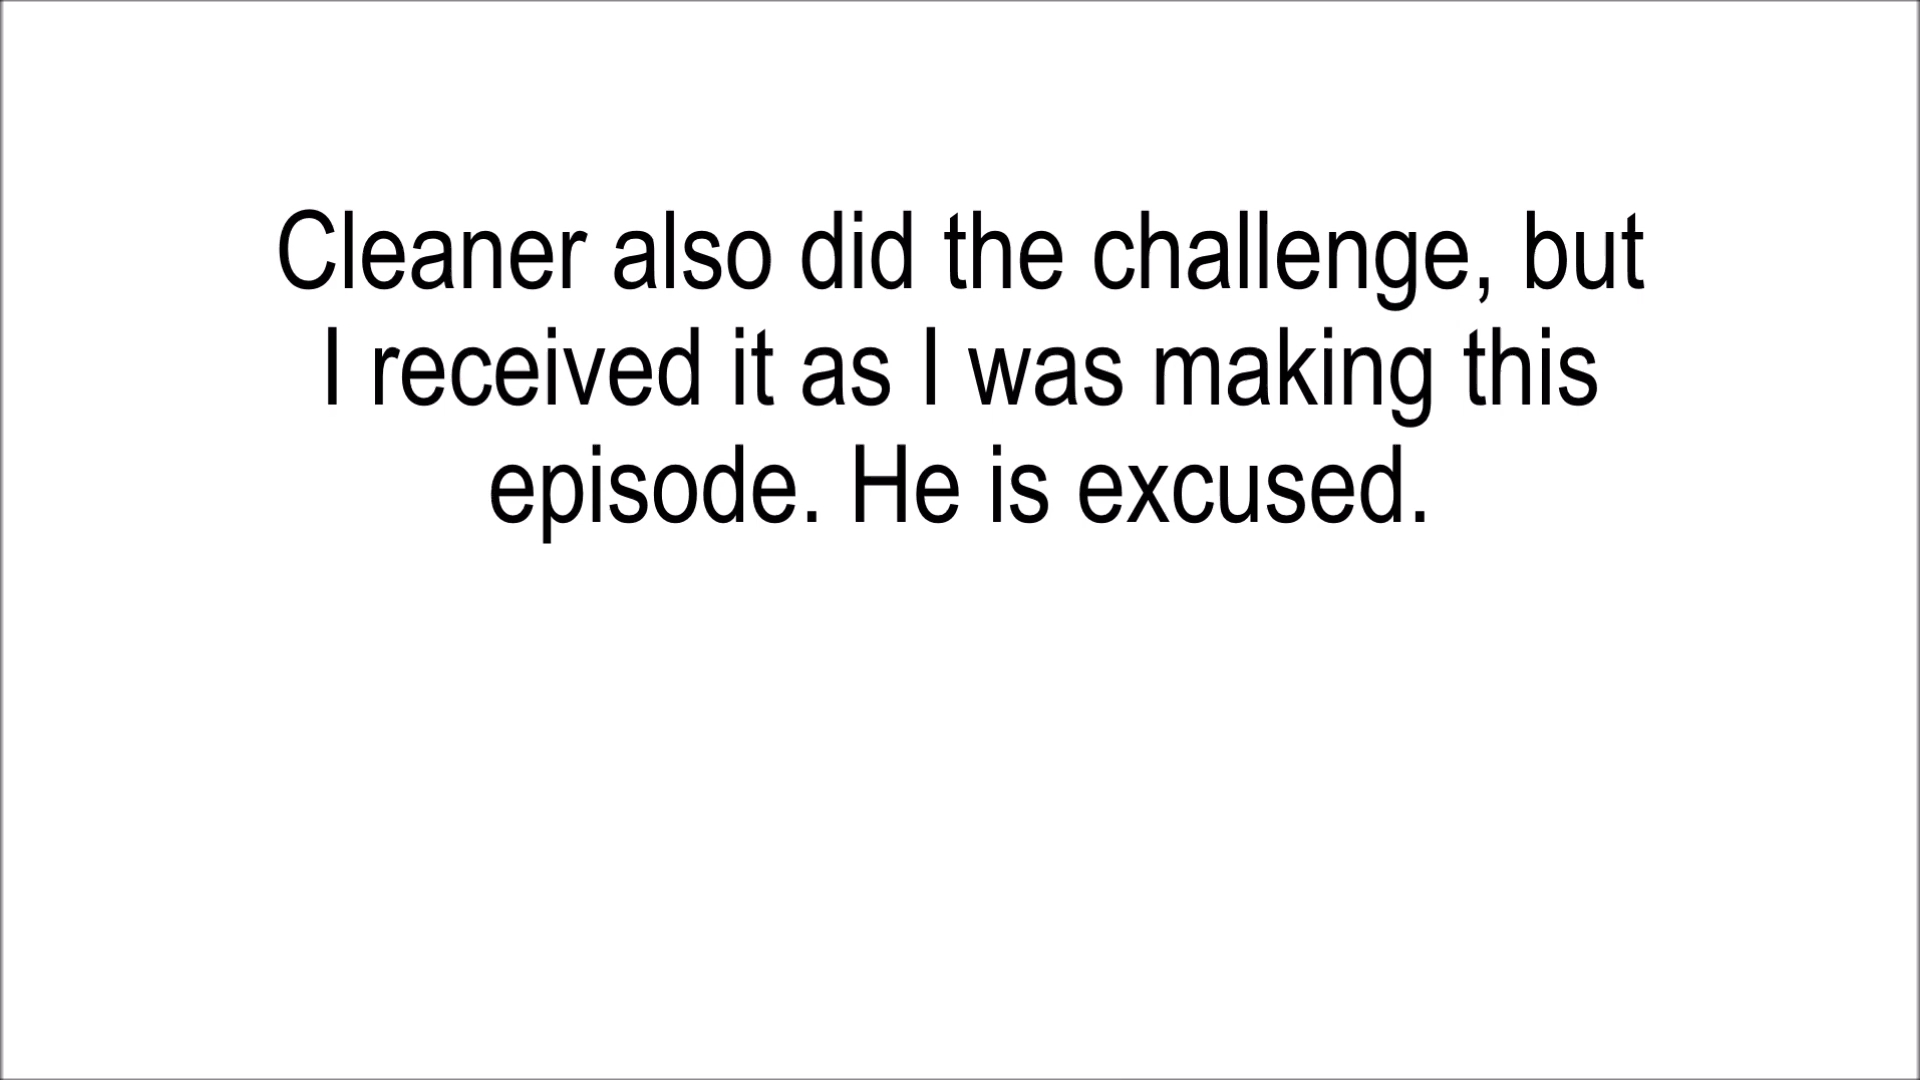 Cleaner also did the challenge, but
I received it as I was making this
episode. He is excused.